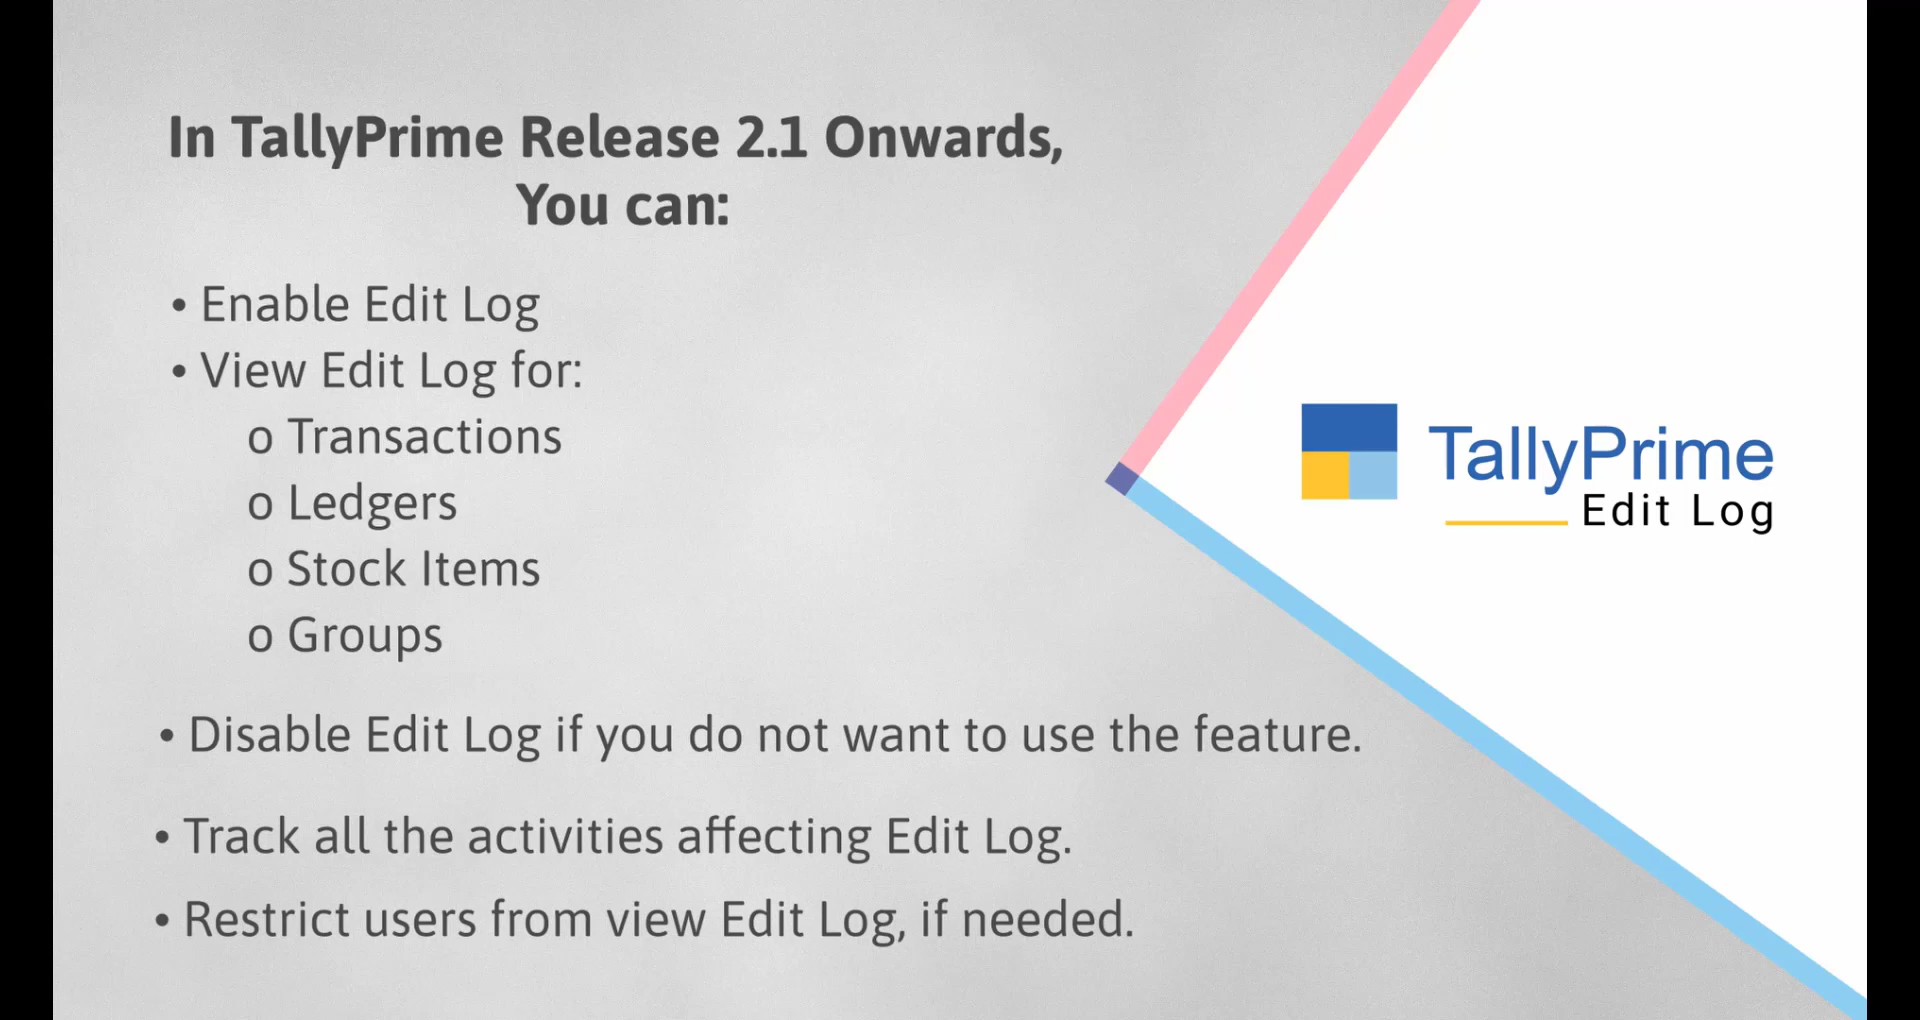 In TallyPrime Release 2.1 Onwards,
You can:
• Enable Edit Log
• View Edit Log for:
o Transactions
o Ledgers
o Stock Items
o Groups
• Disable Edit Log if you do not want to use the feature.
• Track all the activities affecting Edit Log.
• Restrict users from view Edit Log, if needed.
TallyPrime
Edit Log